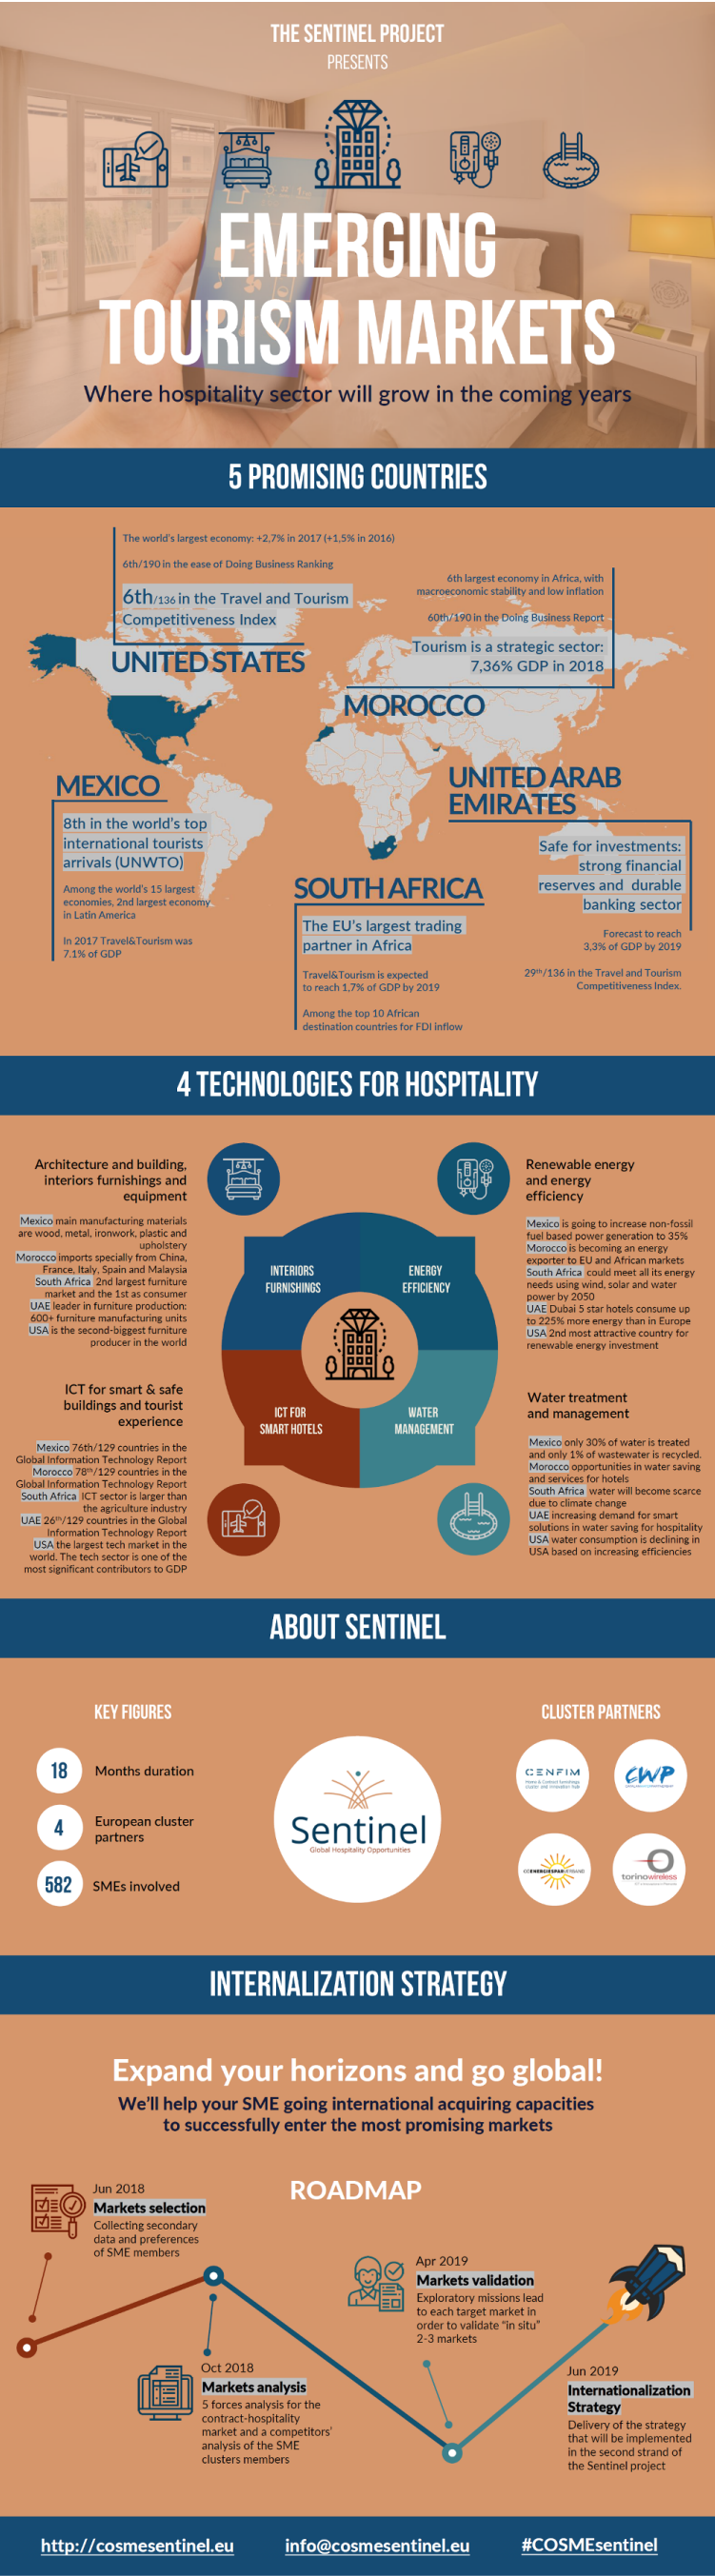 THE SENTINEL PROJECT
PRESENTS
EMERGING
TOURISM MARKETS
Where hospitality sector will grow in the coming years
5 PROMISING COUNTRIES
The world's largest economy: +2,7% in 2017 (+1,5% in 2016)
6th/190 in the ease of Doing Business Ranking
6th/136 in the Travel and Tourism
Competitiveness Index
UNITED STATES
6th largest economy in Africa, with
macroeconomic stability and low inflation
60th/190 in the Doing Business Report
Tourism is a strategic sector:
7,36% GDP in 2018
MOROCCO
MEXICO
8th in the world's top
international tourists
arrivals (UNWTO)
Among the world's 15 largest
economies, 2nd largest economy
in Latin America
In 2017 Travel&Tourism was
7.1% of GDP
UNITED ARAB
EMIRATES
Safe for investments:
strong financial
reserves and durable
banking sector
Forecast to reach
3,3% of GDP by 2019
29th/136 in the Travel and Tourism
Competitiveness Index.
SOUTH AFRICA
The EU's largest trading
partner in Africa
Travel&Tourism is expected
to reach 1,7% of GDP by 2019
Among the top 10 African
destination countries for FDI inflow
4 TECHNOLOGIES FOR HOSPITALITY
Architecture and building,
interiors furnishings and
equipment
Mexico main manufacturing materials
are wood, metal, ironwork, plastic and
upholstery
Morocco imports specially from China,
France, Italy, Spain and Malaysia
South Africa 2nd largest furniture
market and the 1st as consumer
UAE leader in furniture production:
600+ furniture manufacturing units
USA is the second-biggest furniture
producer in the world
Renewable energy
and energy
efficiency
Mexico is going to increase non-fossil
fuel based power generation to 35%
Morocco is becoming an energy
exporter to EU and African markets
South Africa could meet all its energy
needs using wind, solar and water
power by 2050
UAE Dubai 5 star hotels consume up
to 225% more energy than in Europe
USA 2nd most attractive country for
renewable energy investment
INTERIORS
FURNISHINGS
ENERGY
EFFICIENCY
ICT FOR
SMART HOTELS
WATER
MANAGEMENT
ICT for smart & safe
buildings and tourist
experience
Mexico 76th/129 countries in the
Global Information Technology Report
Morocco 78th/129 countries in the
Global Information Technology Report
South Africa ICT sector is larger than
the agriculture industry
UAE 26th/129 countries in the Global
Information Technology Report
USA the largest tech market in the
world. The tech sector is one of the
most significant contributors to GDP
Water treatment
and management
Mexico only 30% of water is treated
and only 1% of wastewater is recycled.
Morocco opportunities in water saving
and services for hotels
South Africa water will become scarce
due to climate change
UAE increasing demand for smart
solutions in water saving for hospitality
USA water consumption is declining in
USA based on increasing efficiencies
ABOUT SENTINEL
KEY FIGURES
18 Months duration
4 European cluster
partners
582 SMEs involved
Sentinel
Global Hospitality Opportunities
CLUSTER PARTNERS
CENFIM
CWP
torinowireless
INTERNALIZATION STRATEGY
Expand your horizons and go global!
We'll help your SME going international acquiring capacities
to successfully enter the most promising markets
ROADMAP
Jun 2018
Markets selection
Collecting secondary
data and preferences
of SME members
Oct 2018
Markets analysis
5 forces analysis for the
contract-hospitality
market and a competitors'
analysis of the SME
clusters members
Apr 2019
Markets validation
Exploratory missions lead
to each target market in
order to validate "in situ"
2-3 markets
Jun 2019
Internationalization
Strategy
Delivery of the strategy
that will be implemented
in the second strand of
the Sentinel project
http://cosmesentinel.eu
info@cosmesentinel.eu
#COSMEsentinel